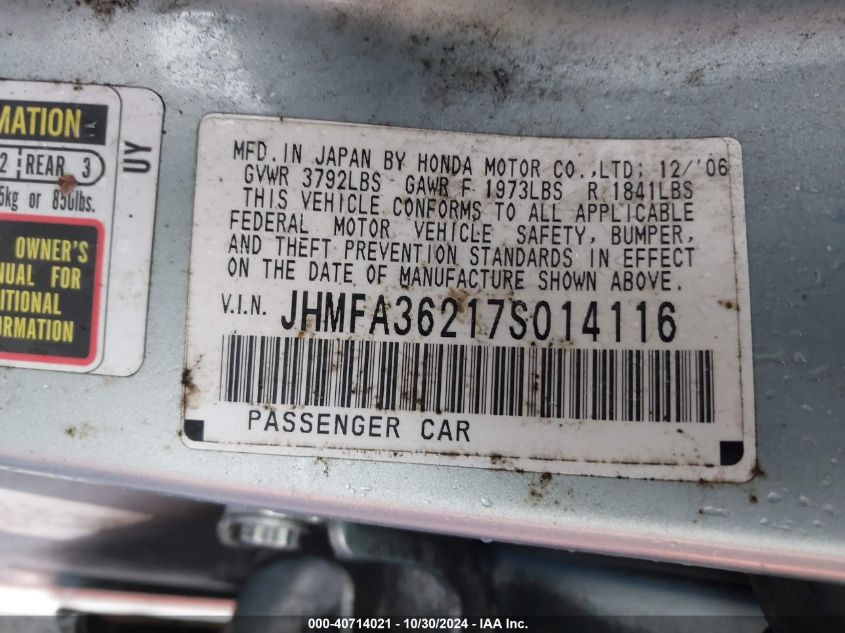 MATION
2 REAR 3
5kg or 850lbs.
OWNER'S
NUAL FOR
ITIONAL
FORMATION
UY
MFD.IN JAPAN BY HONDA MOTOR CO.,LTD: 12/'06
GVWR 3792LBS GAWR F 1973LBS R 1841LBS
THIS VEHICLE CONFORMS TO ALL APPLICABLE
FEDERAL MOTOR VEHICLE SAFETY, BUMPER,
AND THEFT PREVENTION STANDARDS IN EFFECT
ON THE DATE OF MANUFACTURE SHOWN ABOVE.
V.I.N. JHMFA36217S014116
PASSENGER CAR
000-40714021 - 10/30/2024 - IAA Inc.